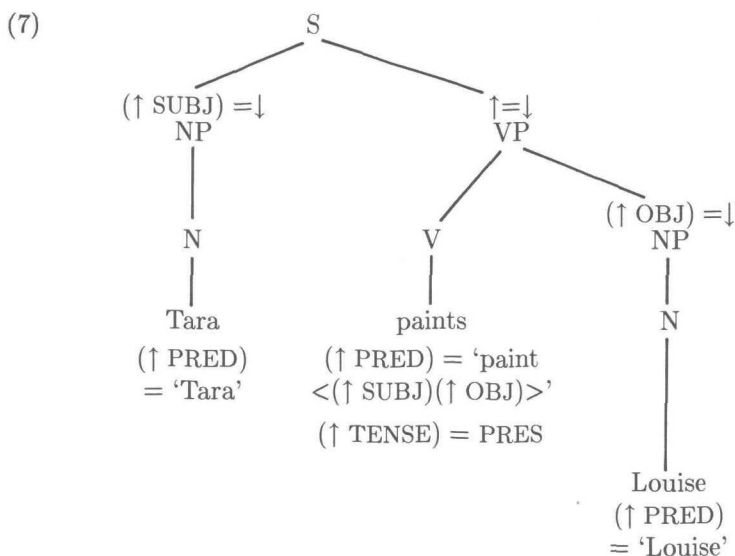 (7)
S
(↑ SUBJ) =↓
NP
↑=↓
VP
(↑ OBJ) =↓
NP
N
V
N
Tara
(↑ PRED)
= ‘Tara’
paints
(↑ PRED) = ‘paint
<(↑ SUBJ)(↑ OBJ)>’
(↑ TENSE) = PRES
Louise
(↑ PRED)
= ‘Louise’